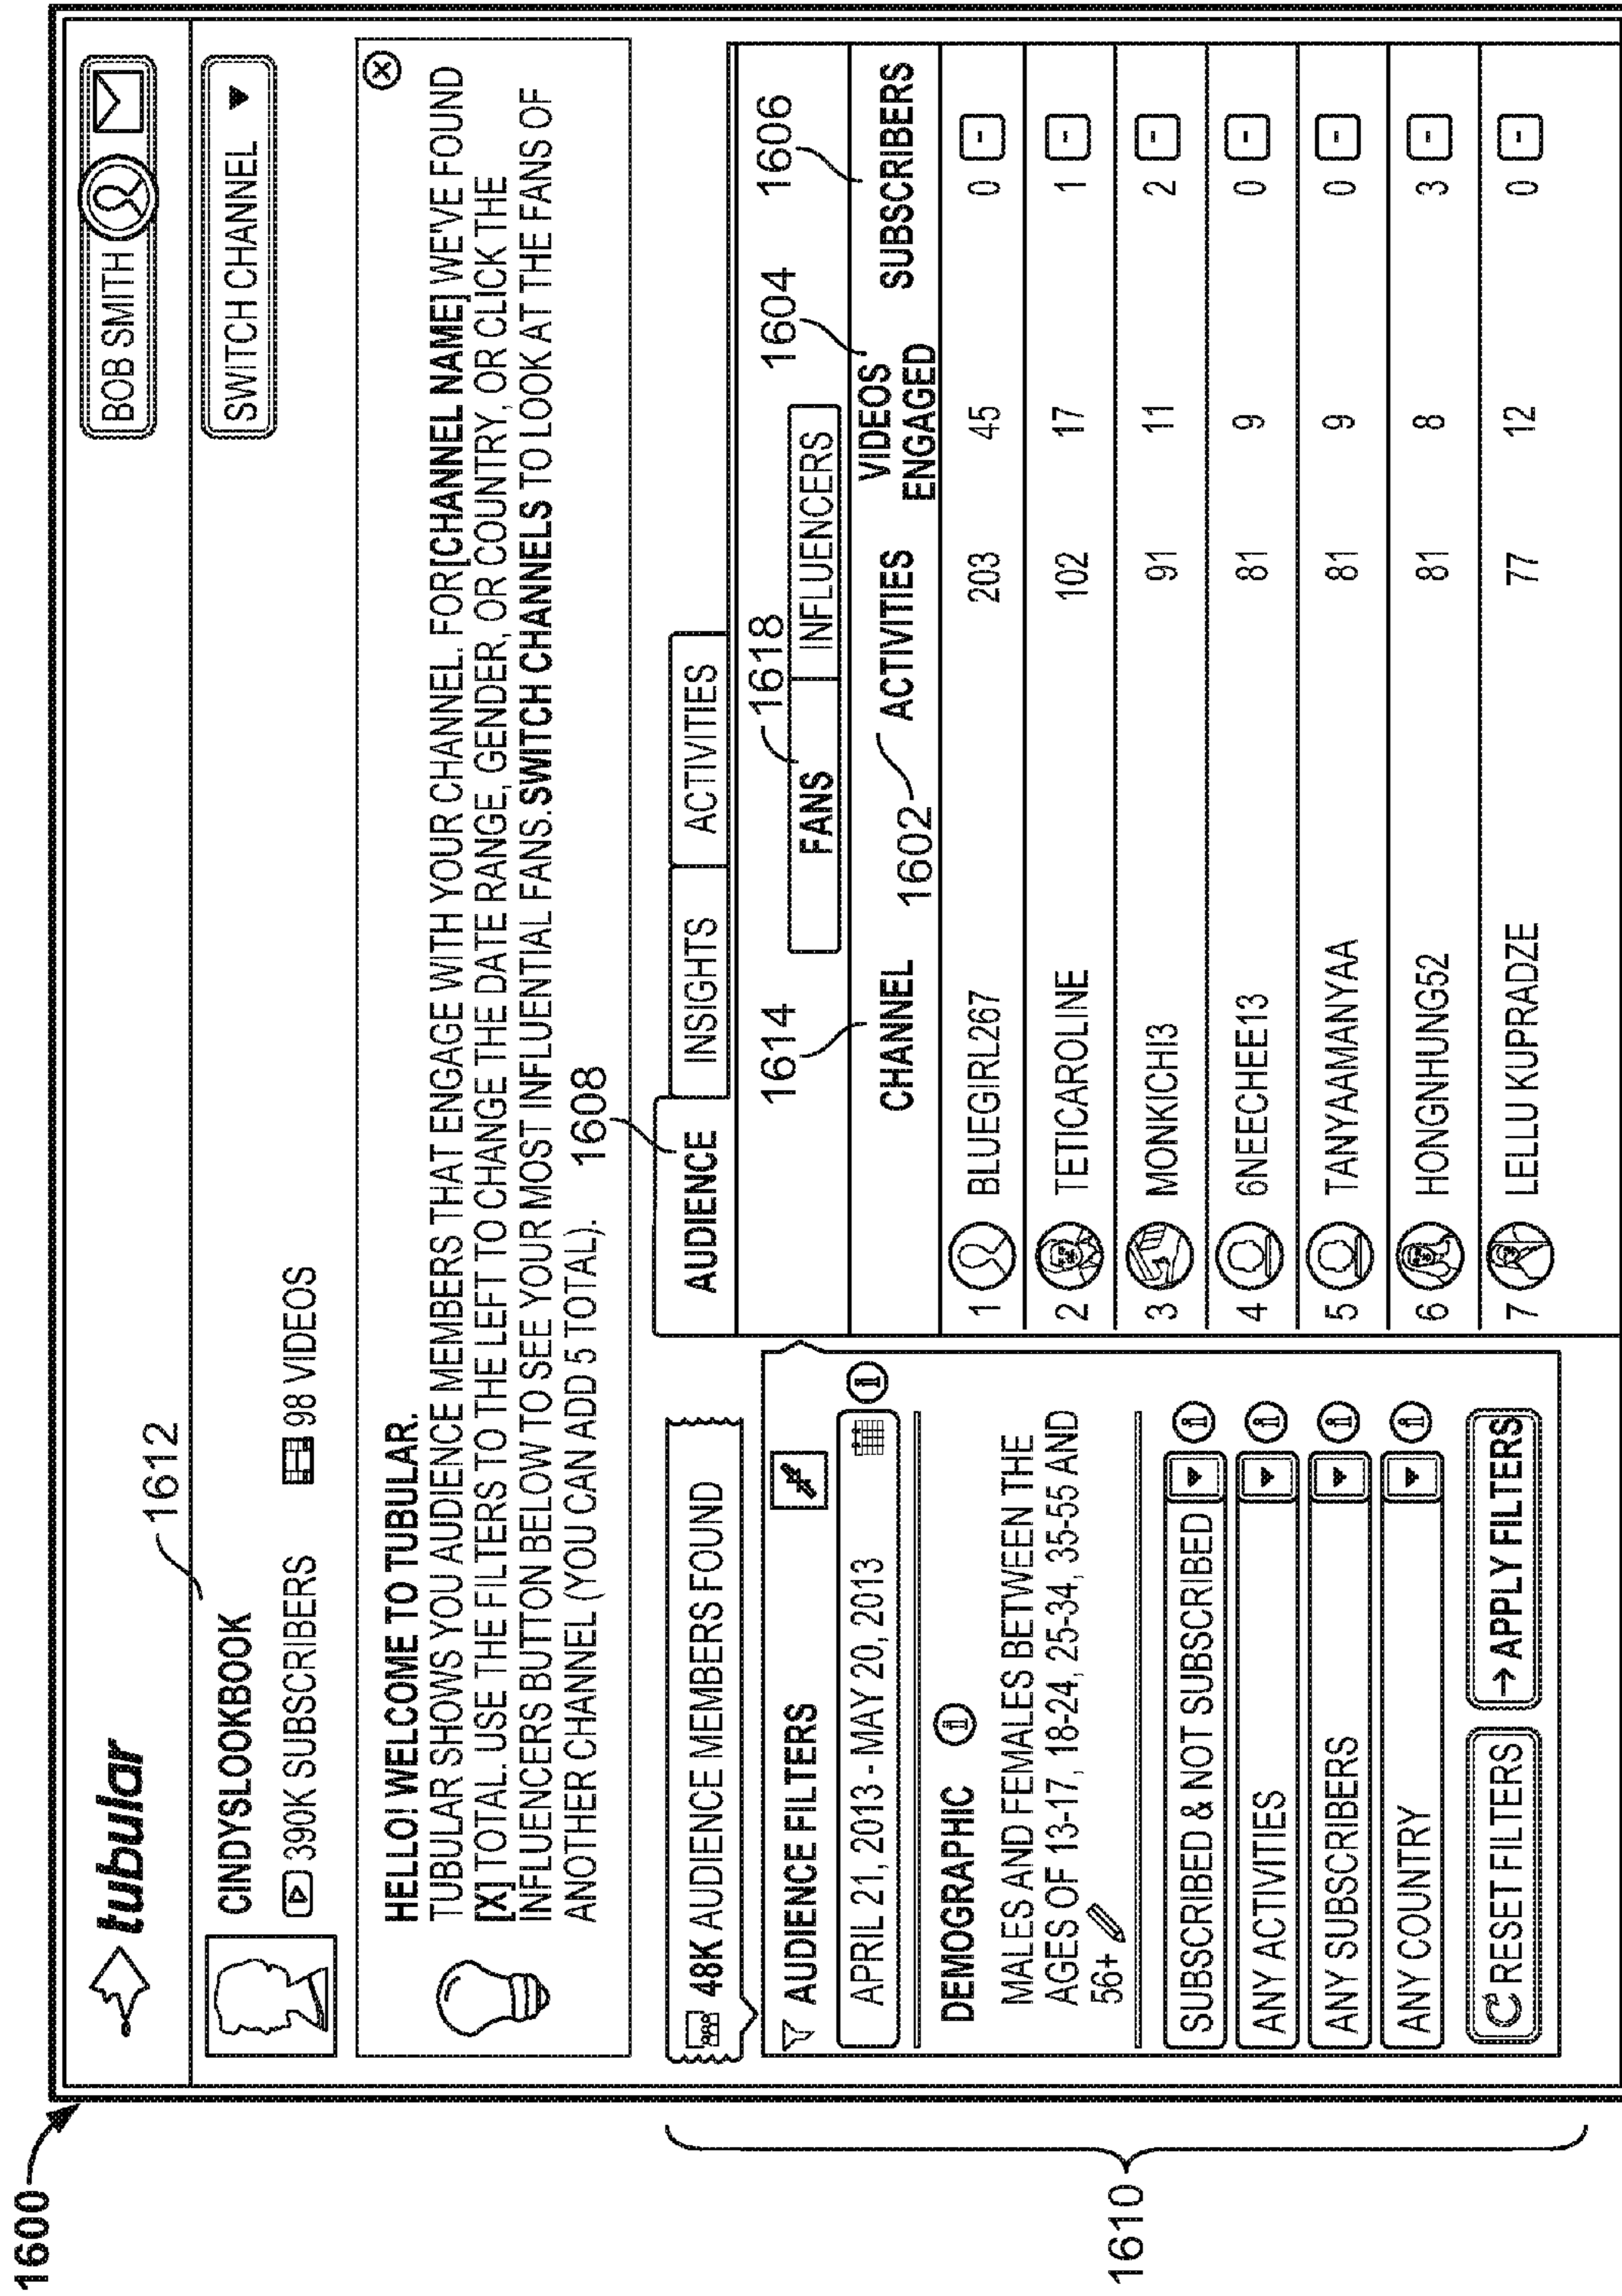 1600
tubular
BOB SMITH
1612
CINDYSLOOKBOOK
390K SUBSCRIBERS 98 VIDEOS
SWITCH CHANNEL
HELLO! WELCOME TO TUBULAR.
TUBULAR SHOWS YOU AUDIENCE MEMBERS THAT ENGAGE WITH YOUR CHANNEL. FOR[CHANNEL NAME] WE'VE FOUND
[X] TOTAL. USE THE FILTERS TO THE LEFT TO CHANGE THE DATE RANGE, GENDER, OR COUNTRY, OR CLICK THE
INFLUENCERS BUTTON BELOW TO SEE YOUR MOST INFLUENTIAL FANS. SWITCH CHANNELS TO LOOK AT THE FANS OF
ANOTHER CHANNEL (YOU CAN ADD 5 TOTAL).
1608
1610
48K AUDIENCE MEMBERS FOUND
AUDIENCE FILTERS
APRIL 21, 2013 - MAY 20, 2013
DEMOGRAPHIC
MALES AND FEMALES BETWEEN THE
AGES OF 13-17, 18-24, 25-34, 35-55 AND
56+
SUBSCRIBED & NOT SUBSCRIBED
ANY ACTIVITIES
ANY SUBSCRIBERS
ANY COUNTRY
RESET FILTERS → APPLY FILTERS
AUDIENCE INSIGHTS ACTIVITIES
1614 1618 1604 1606
FANS INFLUENCERS
CHANNEL 1602 ACTIVITIES VIDEOS ENGAGED SUBSCRIBERS
1 BLUEGIRL267 203 45 0 -
2 TETICAROLINE 102 17 1 -
3 MONKICHI3 91 11 2 -
4 6NEECHEE13 81 9 0 -
5 TANYAAMANYAA 81 9 0 -
6 HONGNHUNG52 81 8 3 -
7 LELLU KUPRADZE 77 12 0 -